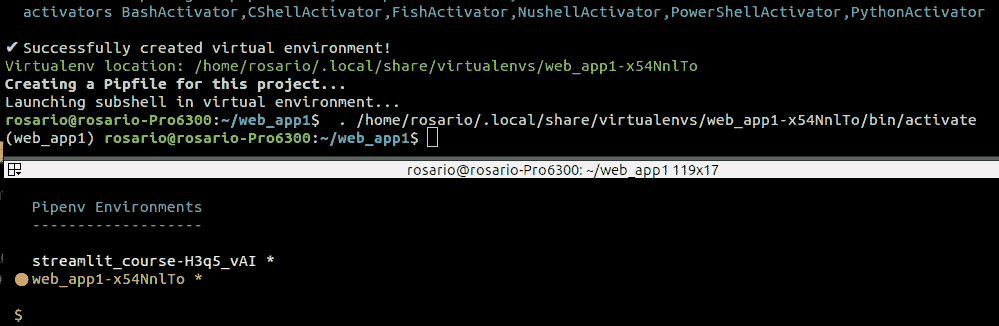 activators BashActivator,CShellActivator,FishActivator,NushellActivator,PowerShellActivator,PythonActivator
✔ Successfully created virtual environment!
Virtualenv location: /home/rosario/.local/share/virtualenvs/web_app1-x54NnlTo
Creating a Pipfile for this project...
Launching subshell in virtual environment...
rosario@rosario-Pro6300:~/web_app1$  . /home/rosario/.local/share/virtualenvs/web_app1-x54NnlTo/bin/activate
(web_app1) rosario@rosario-Pro6300:~/web_app1$
rosario@rosario-Pro6300: ~/web_app1 119x17
Pipenv Environments
-------------------
streamlit_course-H3q5_vAI *
web_app1-x54NnlTo *
$